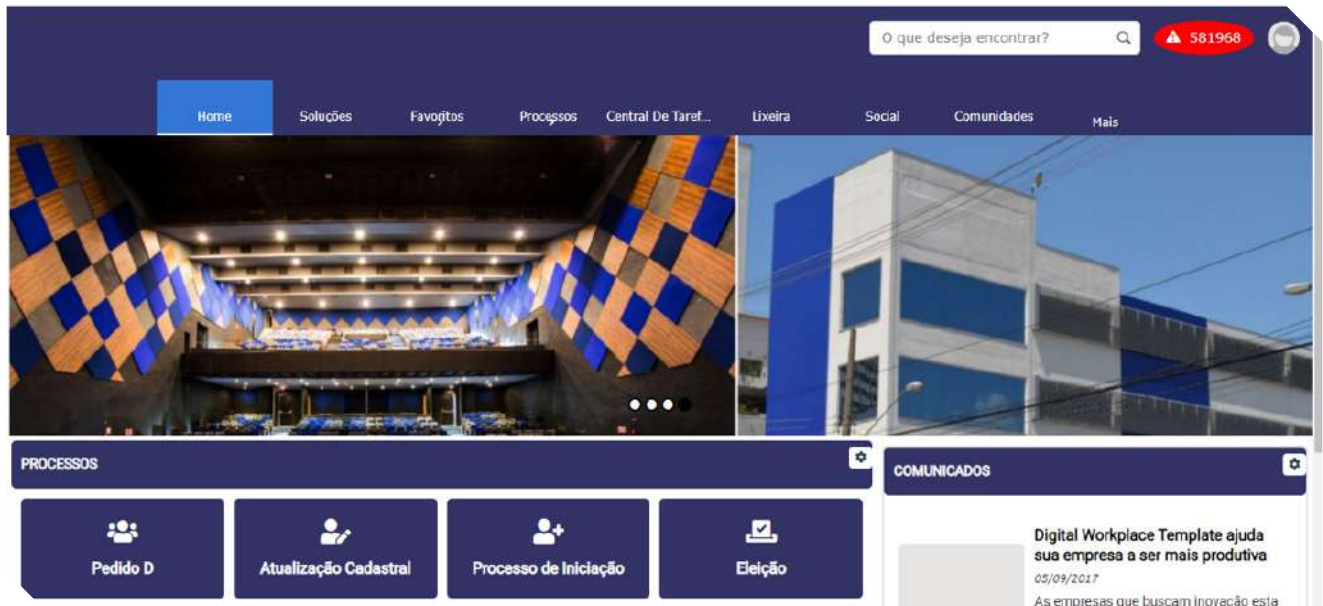 O que deseja encontrar?
581968
Home
Soluções
Favoritos
Processos
Central De Taref...
Lixeira
Social
Comunidades
Mais
PROCESSOS
COMUNICADOS
Pedido D
Atualização Cadastral
Processo de Iniciação
Eleição
Digital Workplace Template ajuda
sua empresa a ser mais produtiva
05/09/2017
As empresas que buscam inovação esta